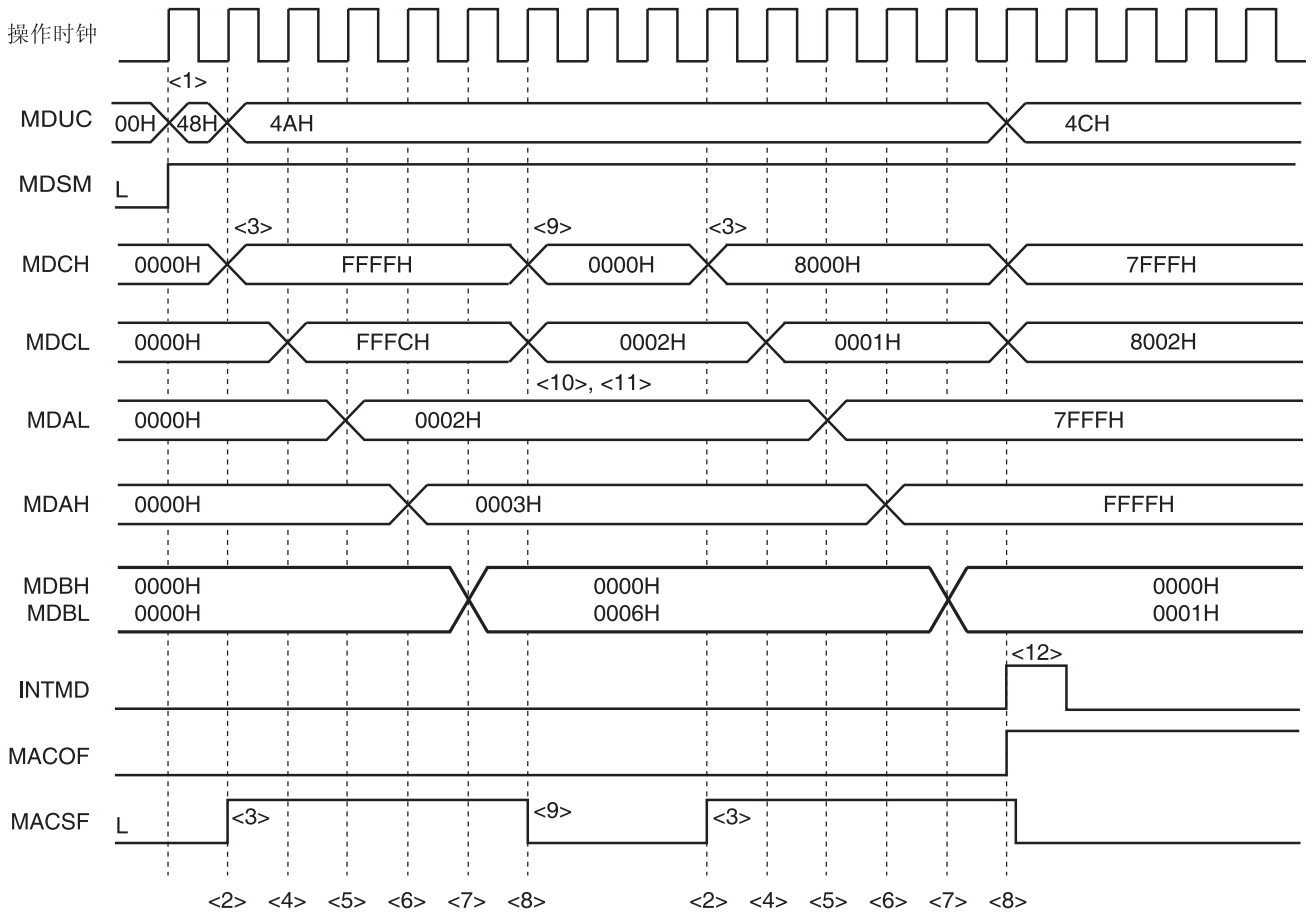 操作时钟
<1>
MDUC 00H 48H 4AH 4CH
MDSM L
<3> <9> <3>
MDCH 0000H FFFFH 0000H 8000H 7FFFH
MDCL 0000H FFFCH 0002H 0001H 8002H
<10>, <11>
MDAL 0000H 0002H 7FFFH
MDAH 0000H 0003H FFFFH
MDBH 0000H 0000H 0000H
MDBL 0000H 0006H 0001H
<12>
INTMD
MACOF
MACSF L <3> <9> <3>
<2> <4> <5> <6> <7> <8> <2> <4> <5> <6> <7> <8>